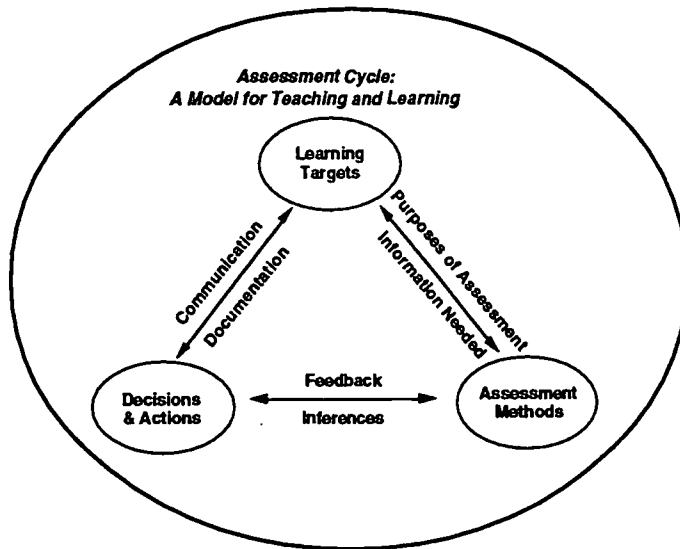 Assessment Cycle:
A Model for Teaching and Learning
Learning
Targets
Communication
Documentation
Purposes of Assessment
Information Needed
Decisions
& Actions
Feedback
Inferences
Assessment
Methods